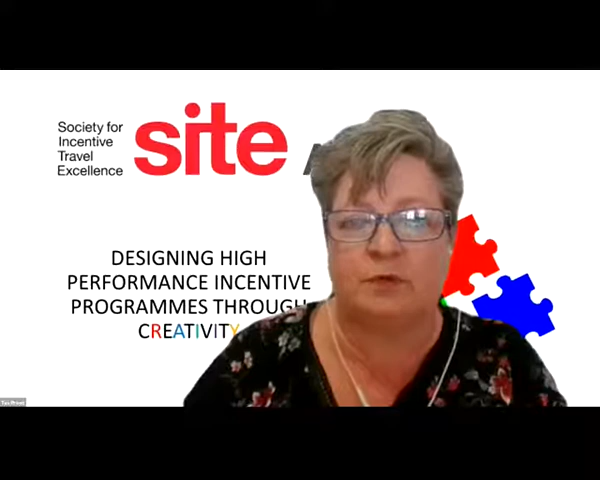 Society for
Incentive
Travel
Excellence
site
DESIGNING HIGH
PERFORMANCE INCENTIVE
PROGRAMMES THROUGH
CREATIVITY